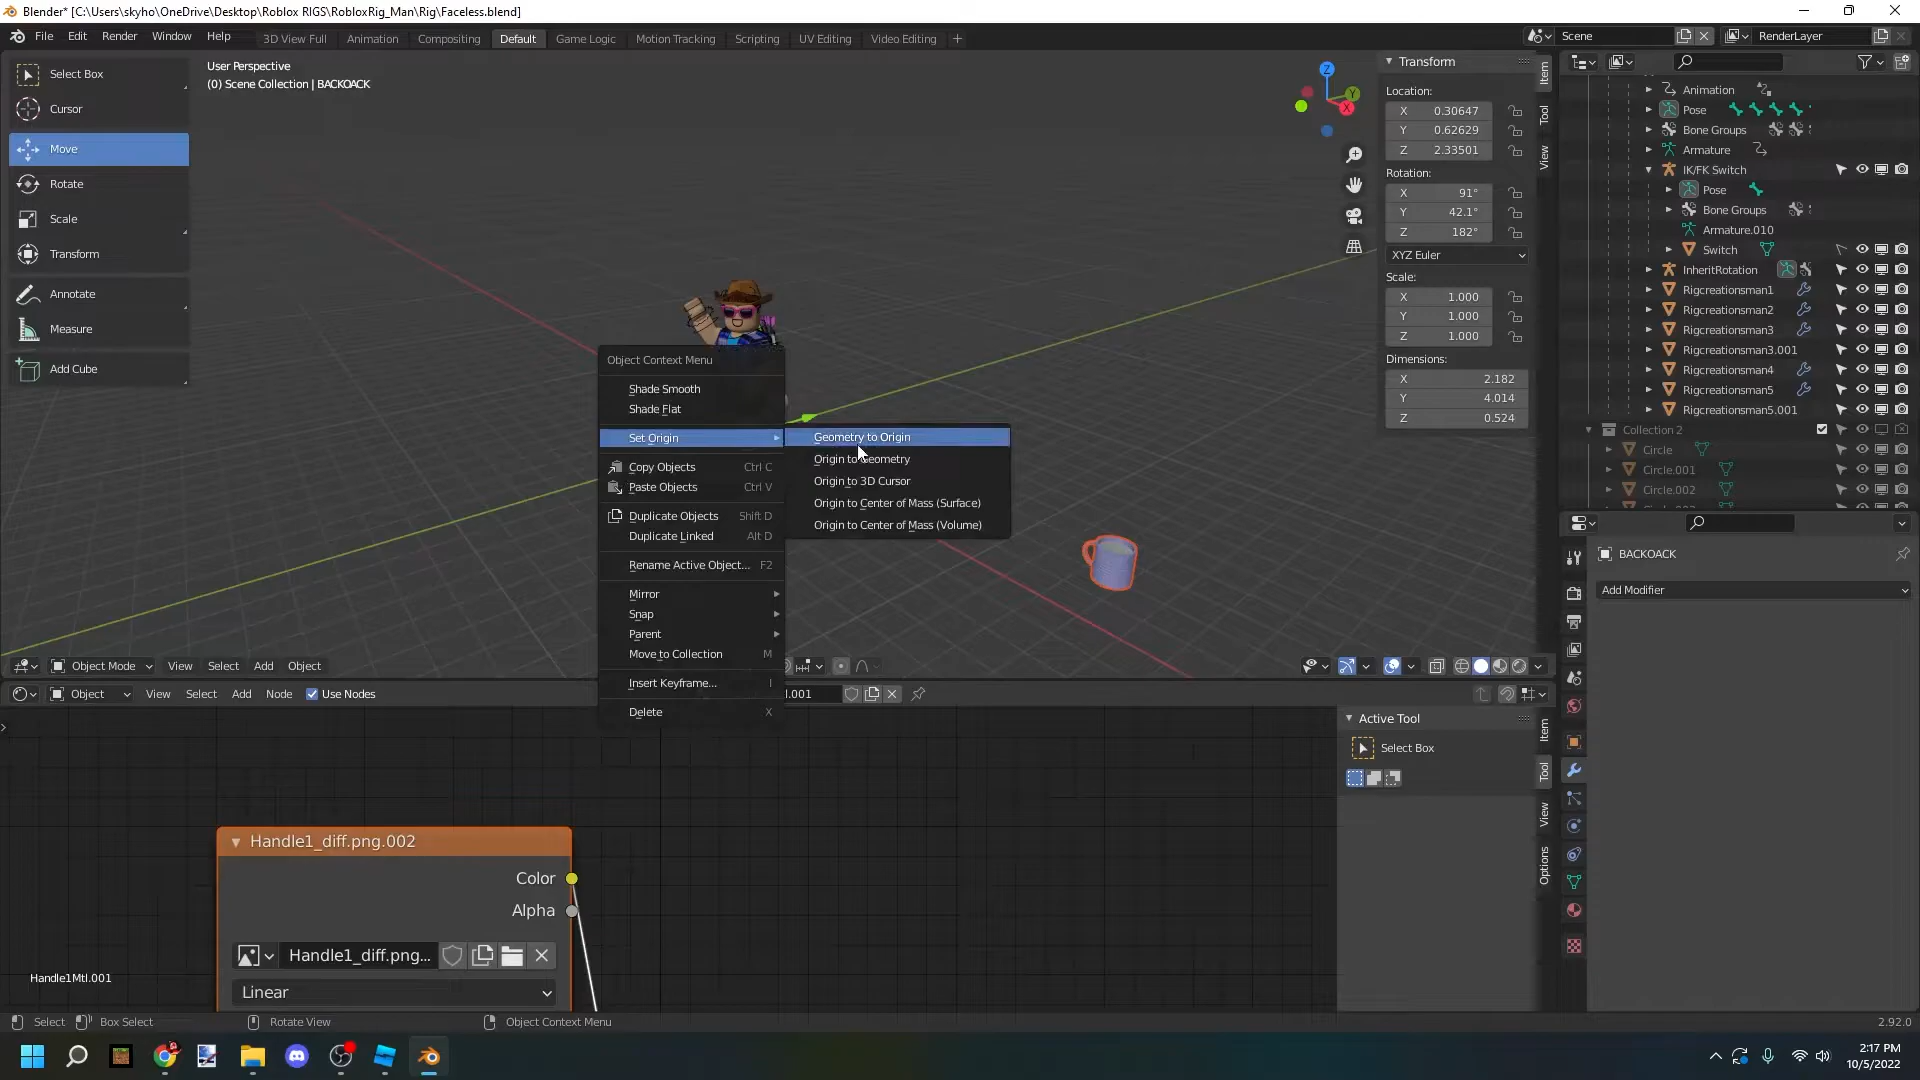 Blender* [C:\Users\skyho\OneDrive\Desktop\Roblox RIGS\RobloxRig_Man\Rig\Faceless.blend]
File Edit Render Window Help 3D View Full Animation Compositing Default Game Logic Motion Tracking Scripting UV Editing Video Editing + Scene RenderLayer
Select Box
Cursor
Move
Rotate
Scale
Transform
Annotate
Measure
Add Cube
User Perspective
(0) Scene Collection | BACKOACK
Z
Y
X
Object Context Menu
Shade Smooth
Shade Flat
Set Origin
Copy Objects Ctrl C
Paste Objects Ctrl V
Duplicate Objects Shift D
Duplicate Linked Alt D
Rename Active Object... F2
Mirror
Snap
Parent
Move to Collection M
Insert Keyframe... I
Delete X
Geometry to Origin
Origin to Geometry
Origin to 3D Cursor
Origin to Center of Mass (Surface)
Origin to Center of Mass (Volume)
Transform
Location:
X 0.30647
Y 0.62629
Z 2.33501
Rotation:
X 91°
Y 42.1°
Z 182°
XYZ Euler
Scale:
X 1.000
Y 1.000
Z 1.000
Dimensions:
X 2.182
Y 4.014
Z 0.524
Item
Tool
View
Animation
Pose
Bone Groups
Armature
IK/FK Switch
Pose
Bone Groups
Armature.010
Switch
InheritRotation
Rigcreationsman1
Rigcreationsman2
Rigcreationsman3
Rigcreationsman3.001
Rigcreationsman4
Rigcreationsman5
Rigcreationsman5.001
Collection 2
Circle
Circle.001
Circle.002
BACKOACK
Add Modifier
Object Mode View Select Add Object
Object View Select Add Node Use Nodes
Handle1_diff.png.002
Color
Alpha
Handle1_diff.png...
Linear
Handle1Mtl.001
Active Tool
Select Box
Item
Tool
View
Options
Select Box Select Rotate View Object Context Menu 2.92.0
2:17 PM
10/5/2022